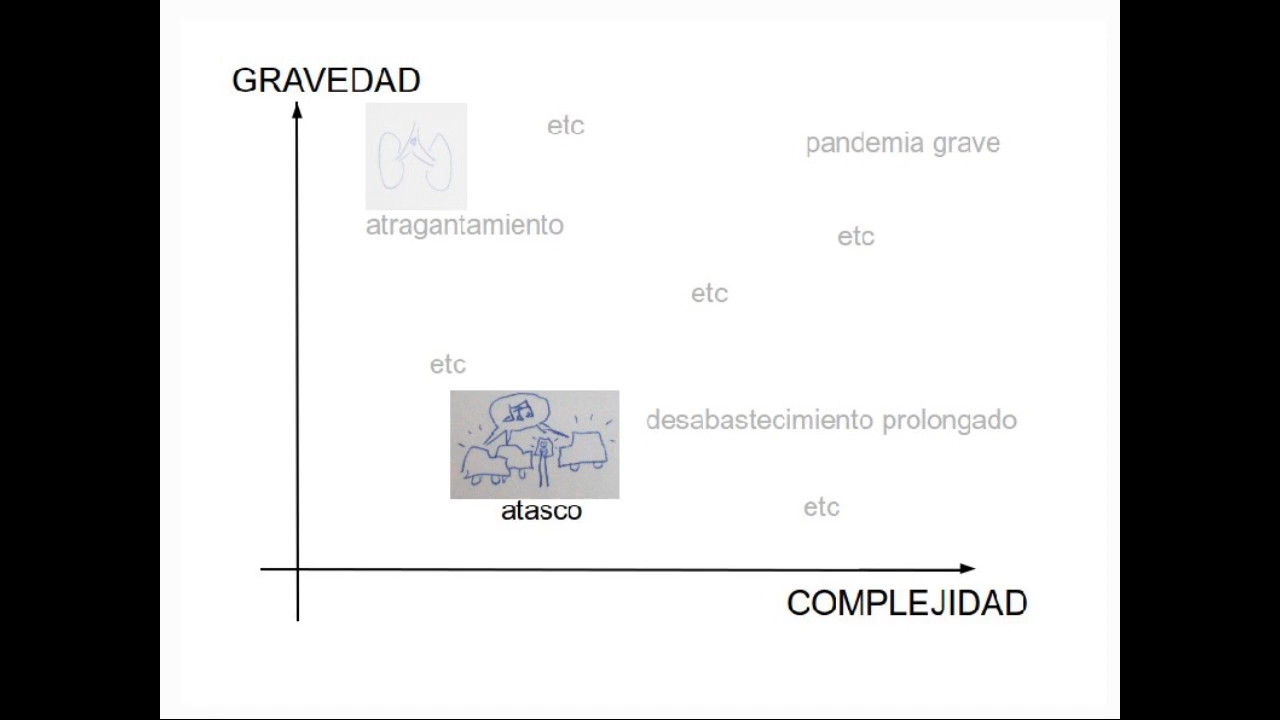 GRAVEDAD
etc
pandemia grave
atragantamiento
etc
etc
etc
desabastecimiento prolongado
etc
atasco
COMPLEJIDAD